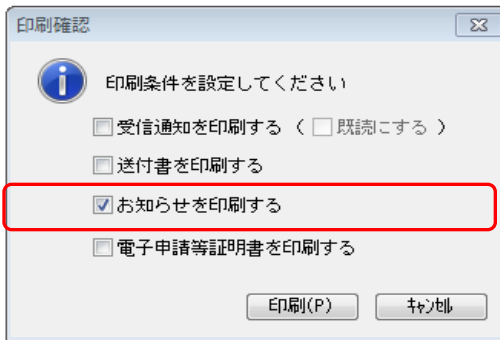 印刷確認
印刷条件を設定してください
受信通知を印刷する ( 既読にする )
送付書を印刷する
お知らせを印刷する
電子申請等証明書を印刷する
印刷(P) ｷｬﾝｾﾙ